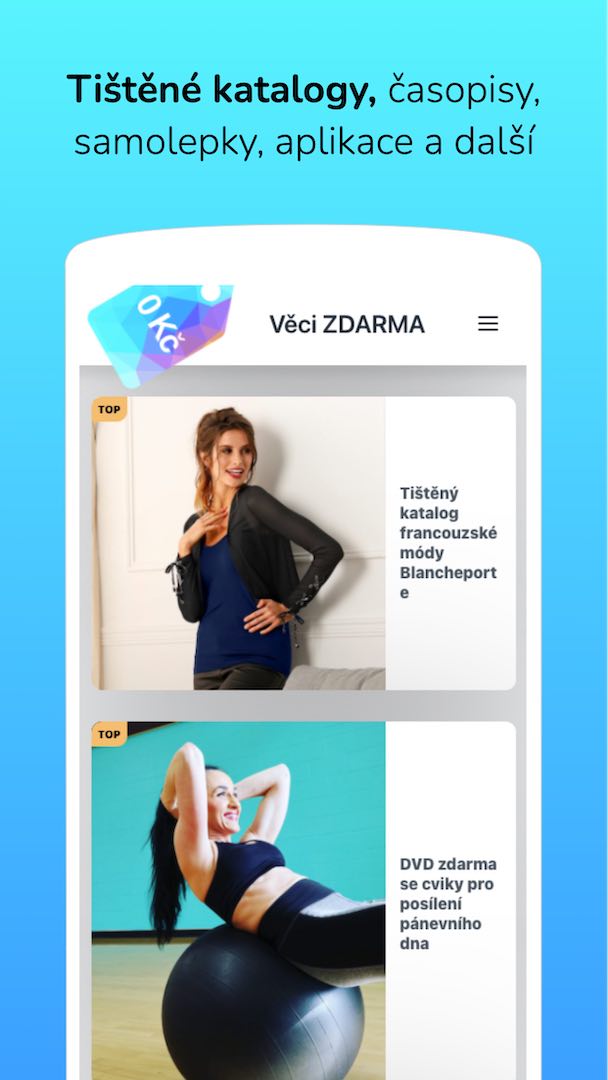 Tištěné katalogy, časopisy,
samolepky, aplikace a další
0 Kč
Věci ZDARMA
TOP
Tištěný
katalog
francouzské
módy
Blancheport
e
TOP
DVD zdarma
se cviky pro
posílení
pánevního
dna